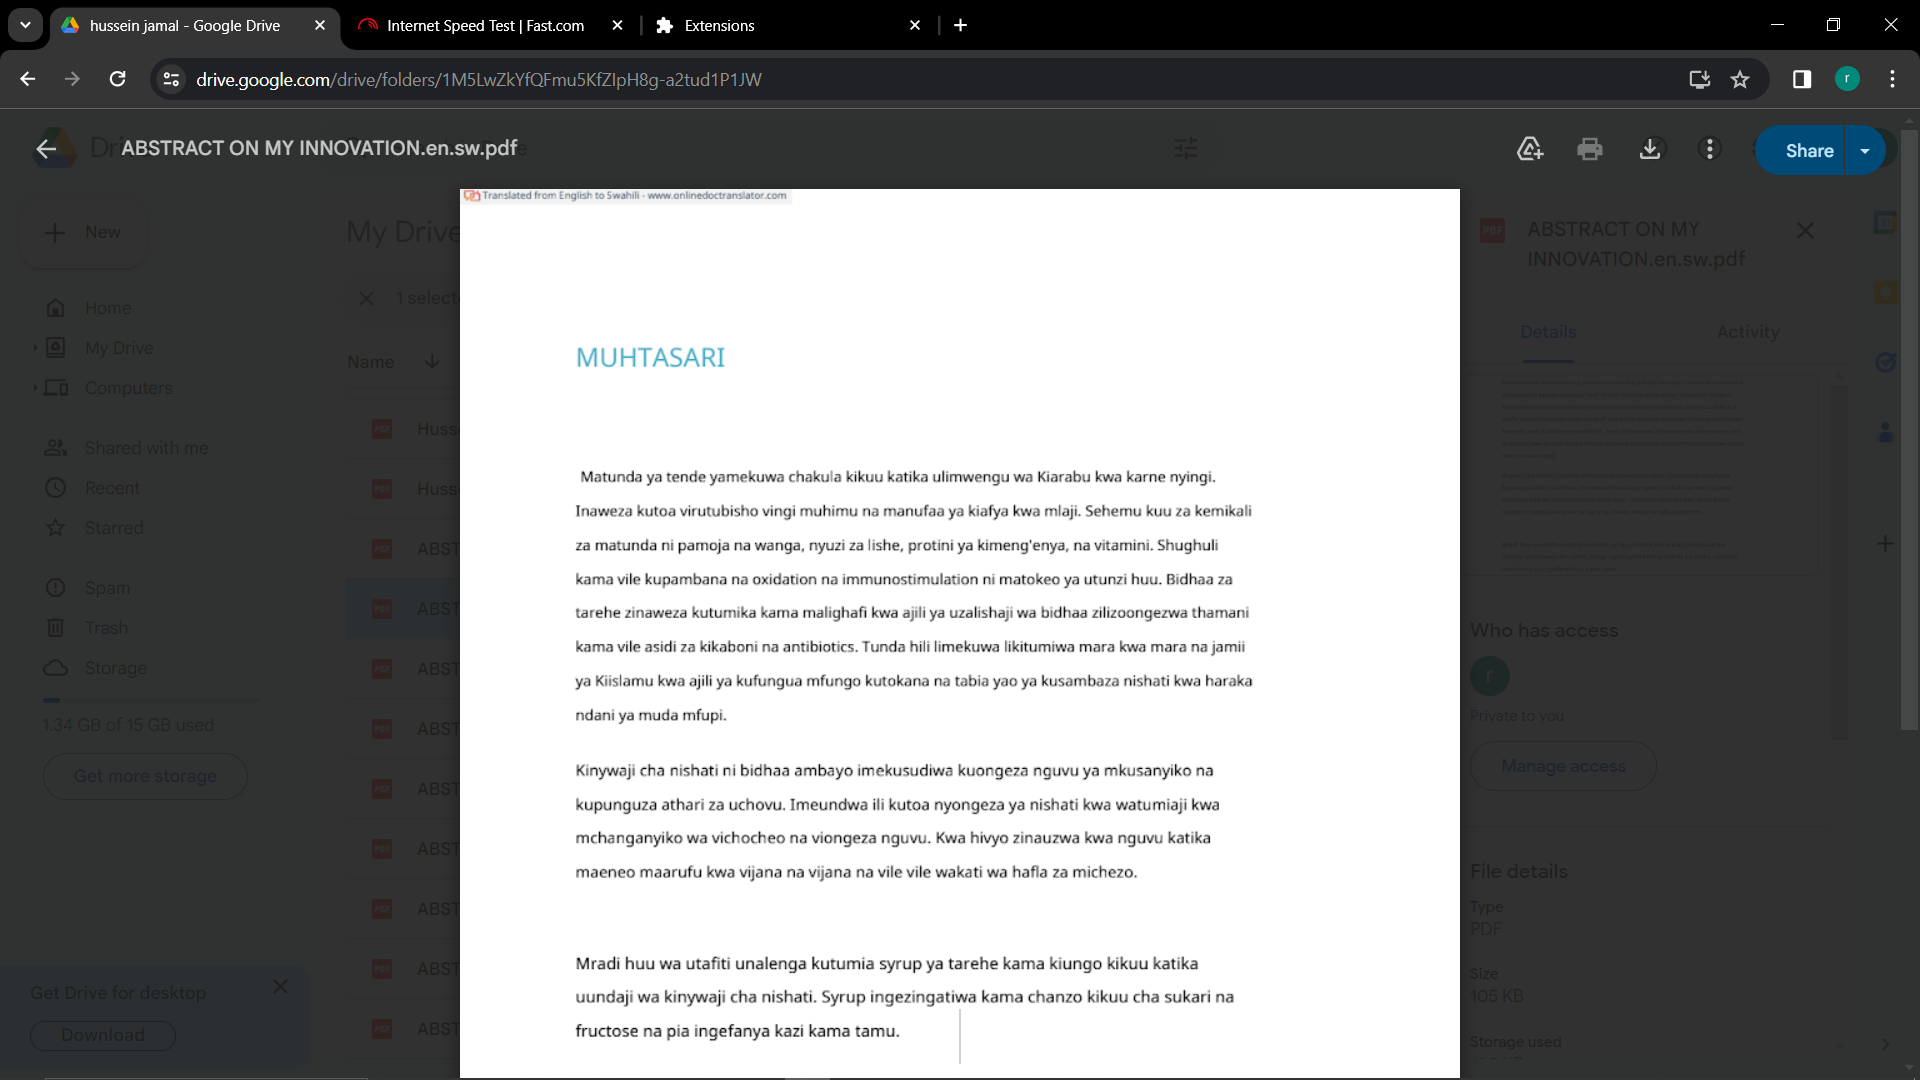 hussein jamal - Google Drive
Internet Speed Test | Fast.com
Extensions
drive.google.com/drive/folders/1M5LwZkYfQFmu5KfZIpH8g-a2tud1P1JW
r
ABSTRACT ON MY INNOVATION.en.sw.pdf
Share
Translated from English to Swahili - www.onlinedoctranslator.com
New
My Drive
1 select
Home
My Drive
Computers
Name
Shared with me
Recent
Starred
Spam
Trash
Storage
1.34 GB of 15 GB used
Get more storage
Get Drive for desktop
Download
Husse
Husse
ABST
ABST
ABST
ABST
ABST
ABST
ABST
ABST
ABST
MUHTASARI
Matunda ya tende yamekuwa chakula kikuu katika ulimwengu wa Kiarabu kwa karne nyingi.
Inaweza kutoa virutubisho vingi muhimu na manufaa ya kiafya kwa mlaji. Sehemu kuu za kemikali
za matunda ni pamoja na wanga, nyuzi za lishe, protini ya kimeng'enya, na vitamini. Shughuli
kama vile kupambana na oxidation na immunostimulation ni matokeo ya utunzi huu. Bidhaa za
tarehe zinaweza kutumika kama malighafi kwa ajili ya uzalishaji wa bidhaa zilizoongezwa thamani
kama vile asidi za kikaboni na antibiotics. Tunda hili limekuwa likitumiwa mara kwa mara na jamii
ya Kiislamu kwa ajili ya kufungua mfungo kutokana na tabia yao ya kusambaza nishati kwa haraka
ndani ya muda mfupi.
Kinywaji cha nishati ni bidhaa ambayo imekusudiwa kuongeza nguvu ya mkusanyiko na
kupunguza athari za uchovu. Imeundwa ili kutoa nyongeza ya nishati kwa watumiaji kwa
mchanganyiko wa vichocheo na viongeza nguvu. Kwa hivyo zinauzwa kwa nguvu katika
maeneo maarufu kwa vijana na vijana na vile vile wakati wa hafla za michezo.
Mradi huu wa utafiti unalenga kutumia syrup ya tarehe kama kiungo kikuu katika
uundaji wa kinywaji cha nishati. Syrup ingezingatiwa kama chanzo kikuu cha sukari na
fructose na pia ingefanya kazi kama tamu.
PDF
ABSTRACT ON MY
INNOVATION.en.sw.pdf
Details
Activity
Who has access
r
Private to you
Manage access
File details
Type
PDF
Size
105 KB
Storage used